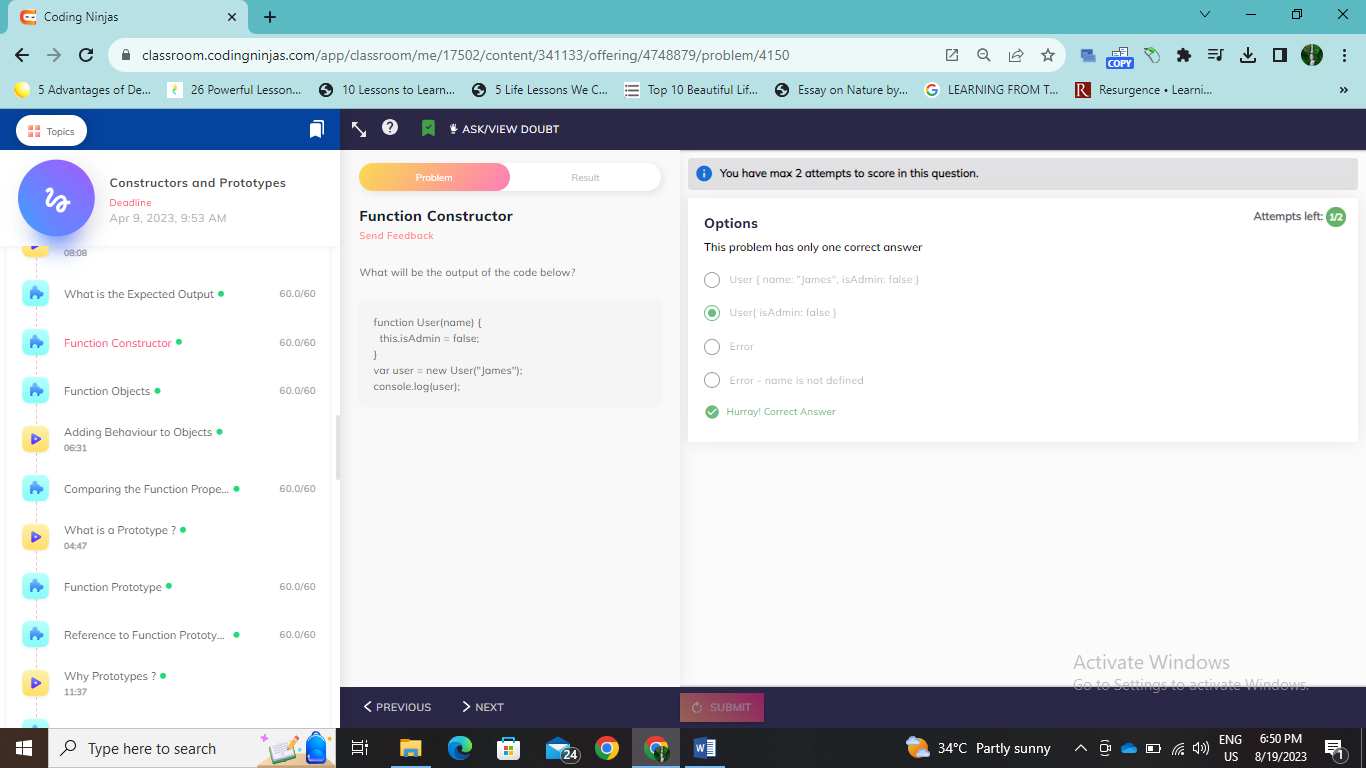 Coding Ninjas
classroom.codingninjas.com/app/classroom/me/17502/content/341133/offering/4748879/problem/4150
COPY
5 Advantages of De...
26 Powerful Lesson...
10 Lessons to Learn...
5 Life Lessons We C...
Top 10 Beautiful Lif...
Essay on Nature by...
LEARNING FROM T...
Resurgence • Learni...
»
Topics
ASK/VIEW DOUBT
Constructors and Prototypes
Deadline
Apr 9, 2023, 9:53 AM
08:08
What is the Expected Output
60.0/60
Function Constructor
60.0/60
Function Objects
60.0/60
Adding Behaviour to Objects
06:31
Comparing the Function Prope...
60.0/60
What is a Prototype ?
04:47
Function Prototype
60.0/60
Reference to Function Prototy...
60.0/60
Why Prototypes ?
11:37
Problem
Result
Function Constructor
Send Feedback
What will be the output of the code below?
function User(name) {
this.isAdmin = false;
}
var user = new User("James");
console.log(user);
You have max 2 attempts to score in this question.
Options
Attempts left: 1/2
This problem has only one correct answer
User { name: "James", isAdmin: false }
User{ isAdmin: false }
Error
Error - name is not defined
Hurray! Correct Answer
Activate Windows
Go to Settings to activate Windows.
PREVIOUS
NEXT
SUBMIT
Type here to search
24
34°C Partly sunny
ENG
US
6:50 PM
8/19/2023
1